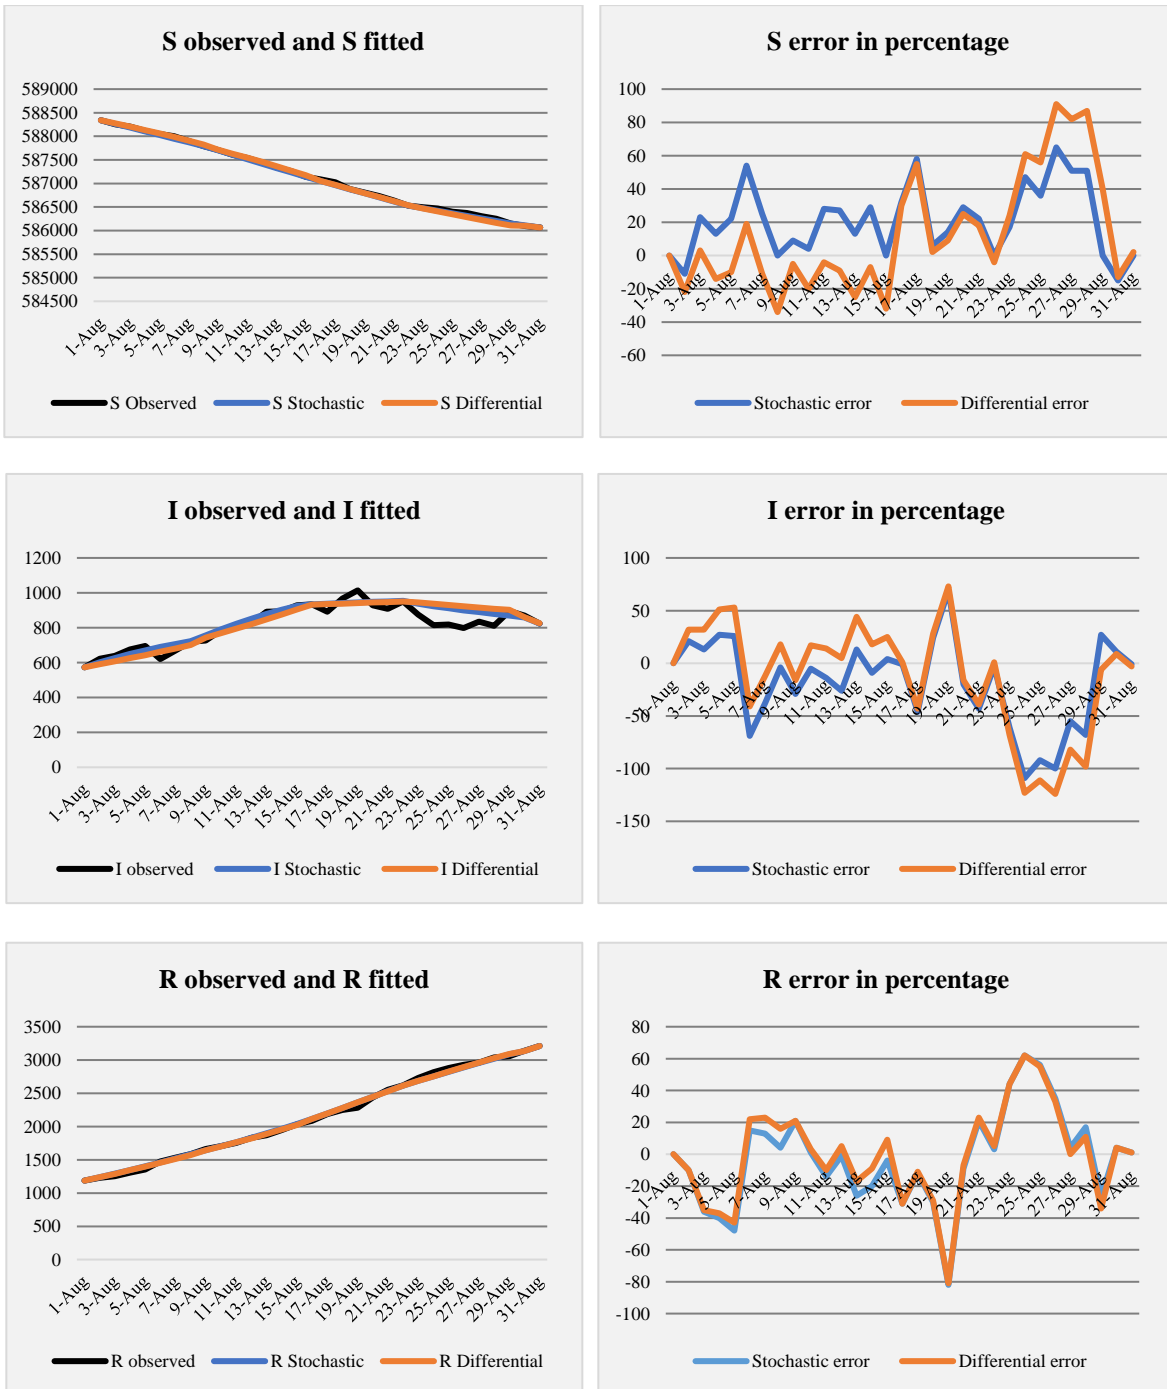 S observed and S fitted
589000
588500
588000
587500
587000
586500
586000
585500
585000
584500
1-Aug 3-Aug 5-Aug 7-Aug 9-Aug 11-Aug 13-Aug 15-Aug 17-Aug 19-Aug 21-Aug 23-Aug 25-Aug 27-Aug 29-Aug 31-Aug
S Observed S Stochastic S Differential
S error in percentage
100
80
60
40
20
0
-20
-40
-60
1-Aug 3-Aug 5-Aug 7-Aug 9-Aug 11-Aug 13-Aug 15-Aug 17-Aug 19-Aug 21-Aug 23-Aug 25-Aug 27-Aug 29-Aug 31-Aug
Stochastic error Differential error
I observed and I fitted
1200
1000
800
600
400
200
0
1-Aug 3-Aug 5-Aug 7-Aug 9-Aug 11-Aug 13-Aug 15-Aug 17-Aug 19-Aug 21-Aug 23-Aug 25-Aug 27-Aug 29-Aug 31-Aug
I observed I Stochastic I Differential
I error in percentage
100
50
0
-50
-100
-150
1-Aug 3-Aug 5-Aug 7-Aug 9-Aug 11-Aug 13-Aug 15-Aug 17-Aug 19-Aug 21-Aug 23-Aug 25-Aug 27-Aug 29-Aug 31-Aug
Stochastic error Differential error
R observed and R fitted
3500
3000
2500
2000
1500
1000
500
0
1-Aug 3-Aug 5-Aug 7-Aug 9-Aug 11-Aug 13-Aug 15-Aug 17-Aug 19-Aug 21-Aug 23-Aug 25-Aug 27-Aug 29-Aug 31-Aug
R observed R Stochastic R Differential
R error in percentage
80
60
40
20
0
-20
-40
-60
-80
-100
1-Aug 3-Aug 5-Aug 7-Aug 9-Aug 11-Aug 13-Aug 15-Aug 17-Aug 19-Aug 21-Aug 23-Aug 25-Aug 27-Aug 29-Aug 31-Aug
Stochastic error Differential error